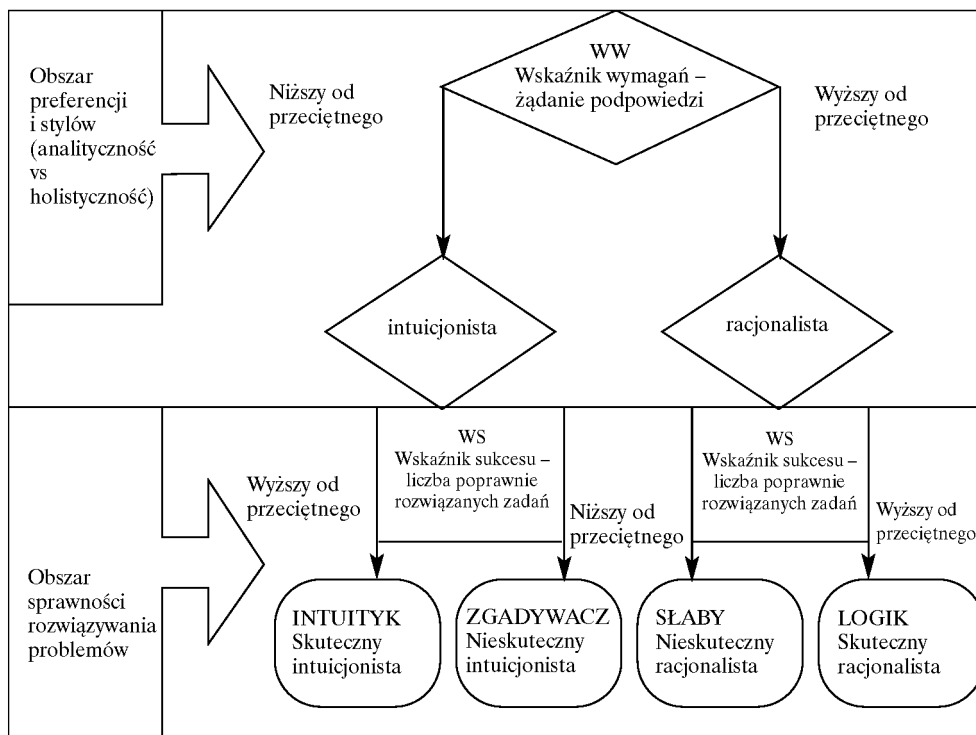 Obszar
preferencji
i stylów
(analityczność
vs
holistyczność)
Niższy od
przeciętnego
WW
Wskaźnik wymagań –
żądanie podpowiedzi
Wyższy od
przeciętnego
intuicjonista
racjonalista
Obszar
sprawności
rozwiązywania
problemów
Wyższy od
przeciętnego
WS
Wskaźnik sukcesu –
liczba poprawnie
rozwiązanych zadań
Niższy od
przeciętnego
WS
Wskaźnik sukcesu –
liczba poprawnie
rozwiązanych zadań
Wyższy od
przeciętnego
INTUITYK
Skuteczny
intuicjonista
ZGADYWACZ
Nieskuteczny
intuicjonista
SŁABY
Nieskuteczny
racjonalista
LOGIK
Skuteczny
racjonalista